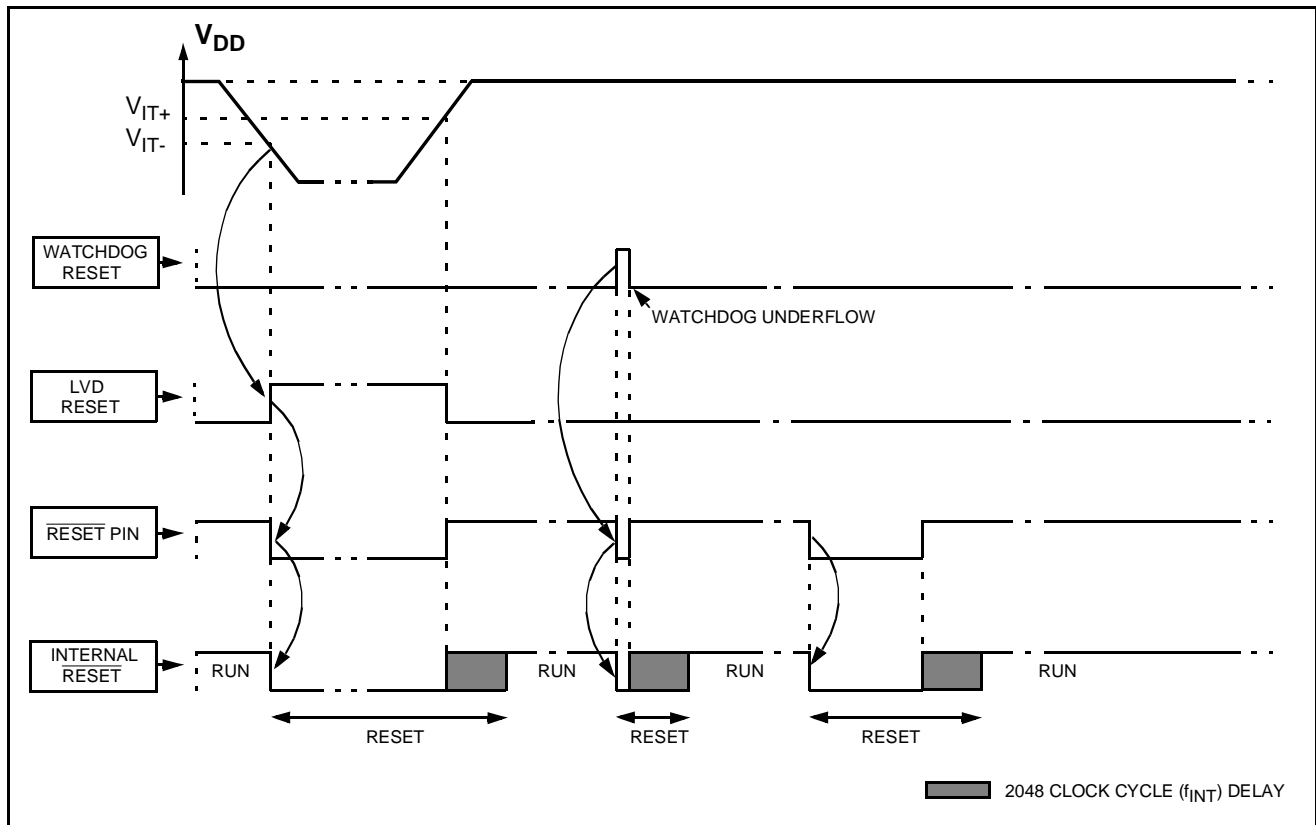 VDD
VIT+
VIT-
WATCHDOG
RESET
WATCHDOG UNDERFLOW
LVD
RESET
RESET PIN
INTERNAL
RESET
RUN
RUN
RUN
RUN
RESET
RESET
RESET
2048 CLOCK CYCLE (fINT) DELAY